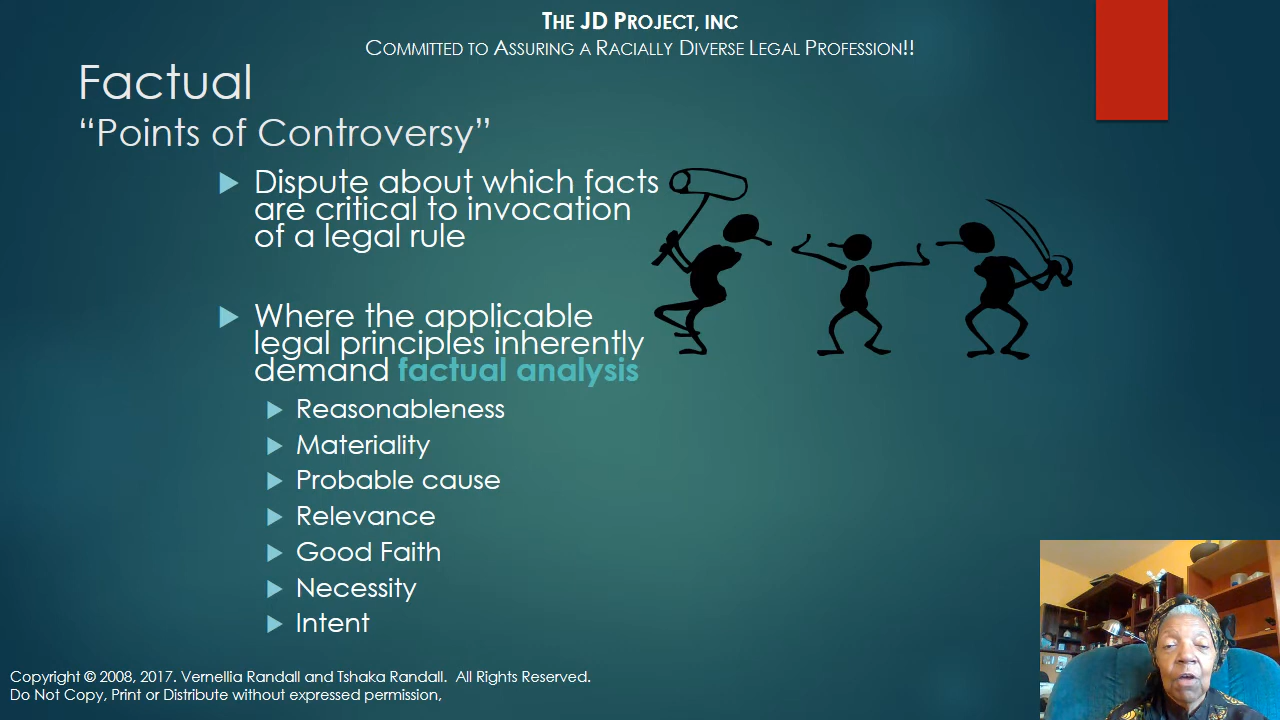 THE JD PROJECT, INC
COMMITTED TO ASSURING A RACIALLY DIVERSE LEGAL PROFESSION!!
Factual
“Points of Controversy”
Dispute about which facts
are critical to invocation
of a legal rule
Where the applicable
legal principles inherently
demand factual analysis
Reasonableness
Materiality
Probable cause
Relevance
Good Faith
Necessity
Intent
Copyright © 2008, 2017. Vernellia Randall and Tshaka Randall. All Rights Reserved.
Do Not Copy, Print or Distribute without expressed permission,